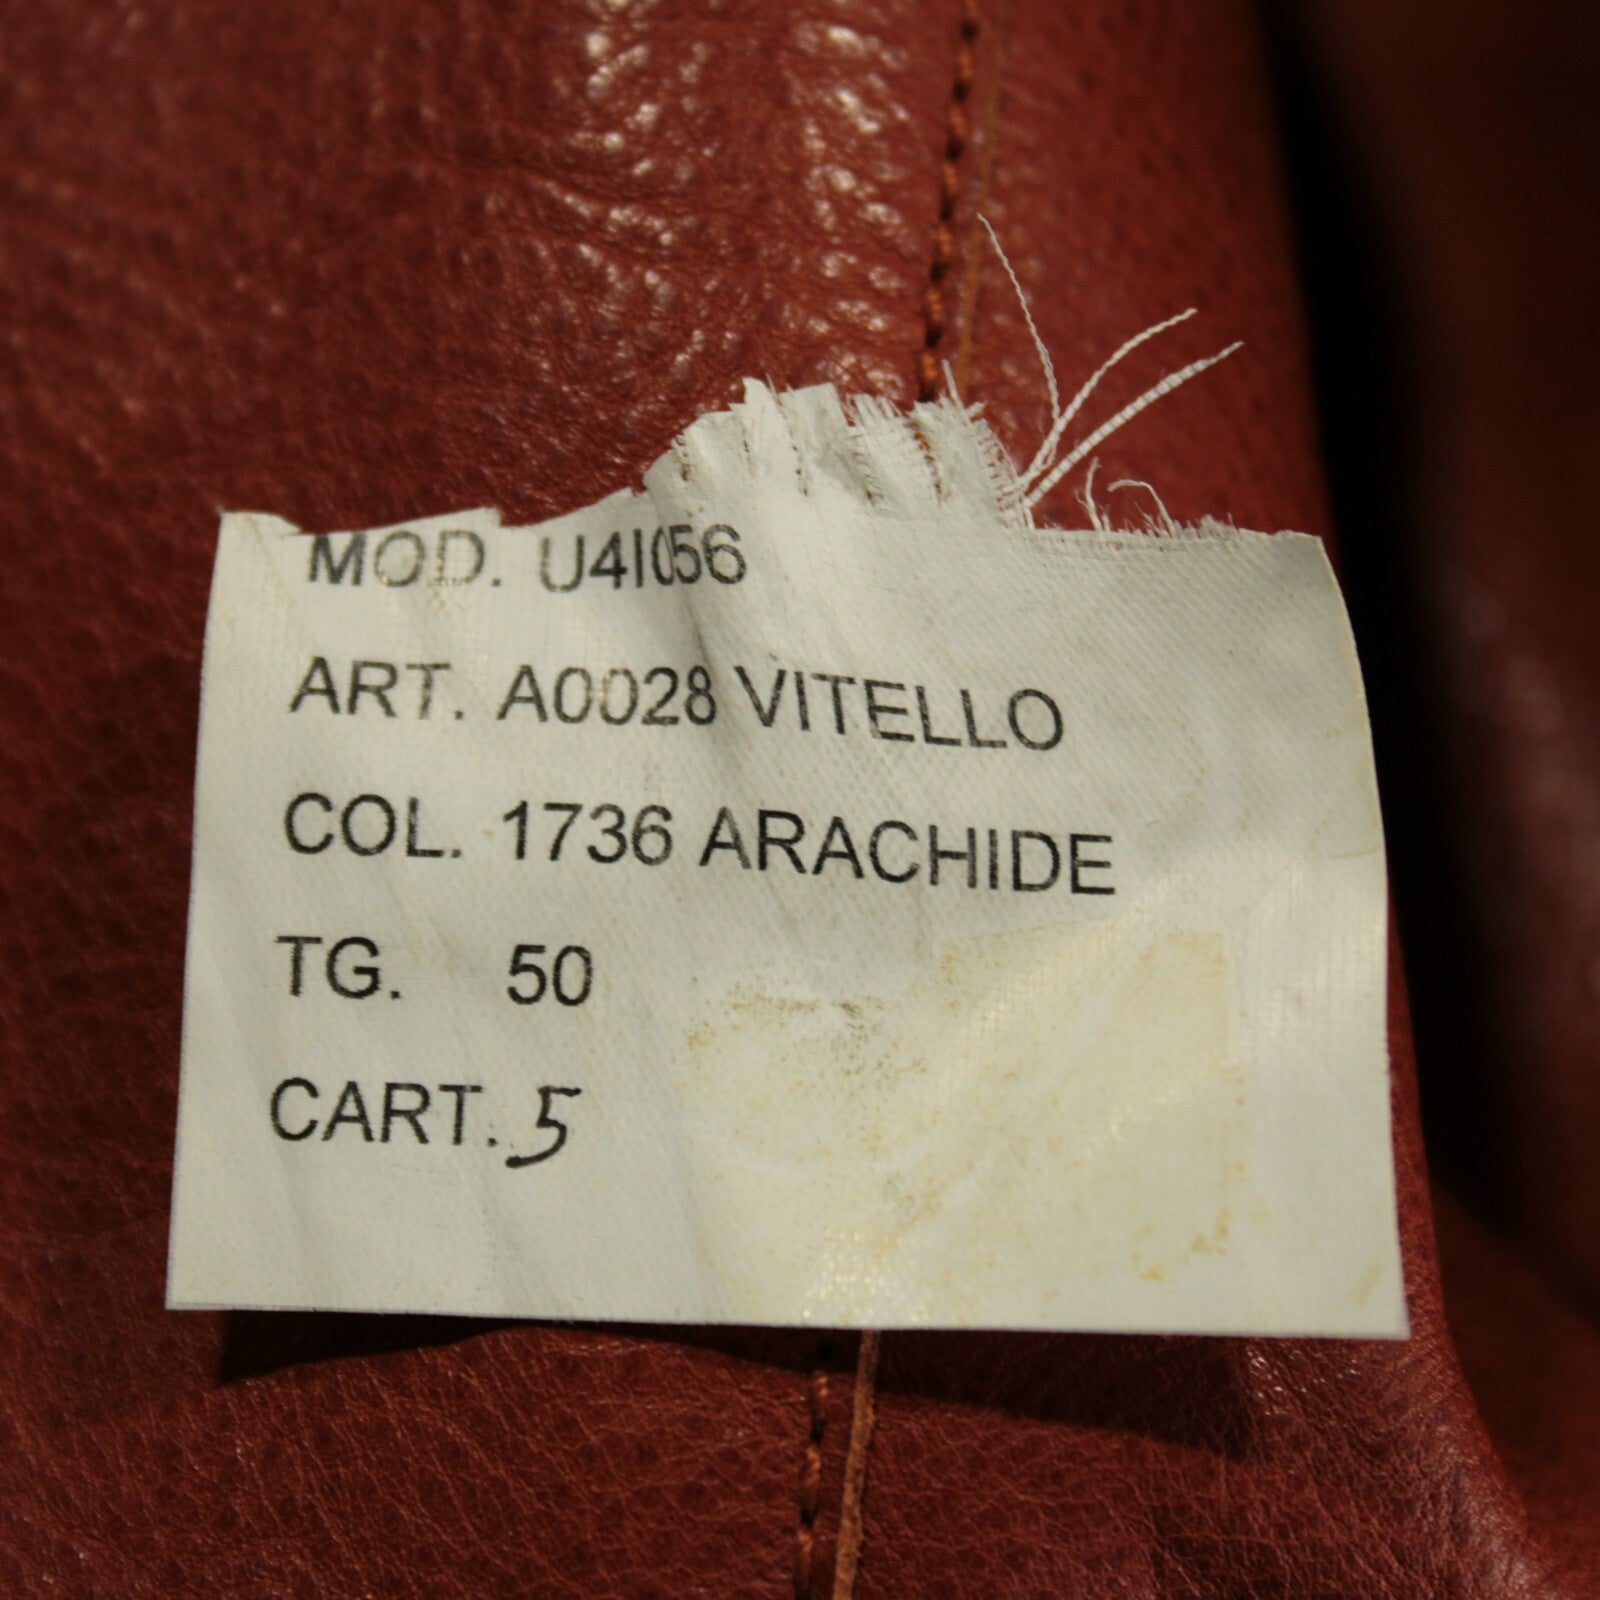 MOD. U4I056
ART. A0028 VITELLO
COL. 1736 ARACHIDE
TG. 50
CART. 5